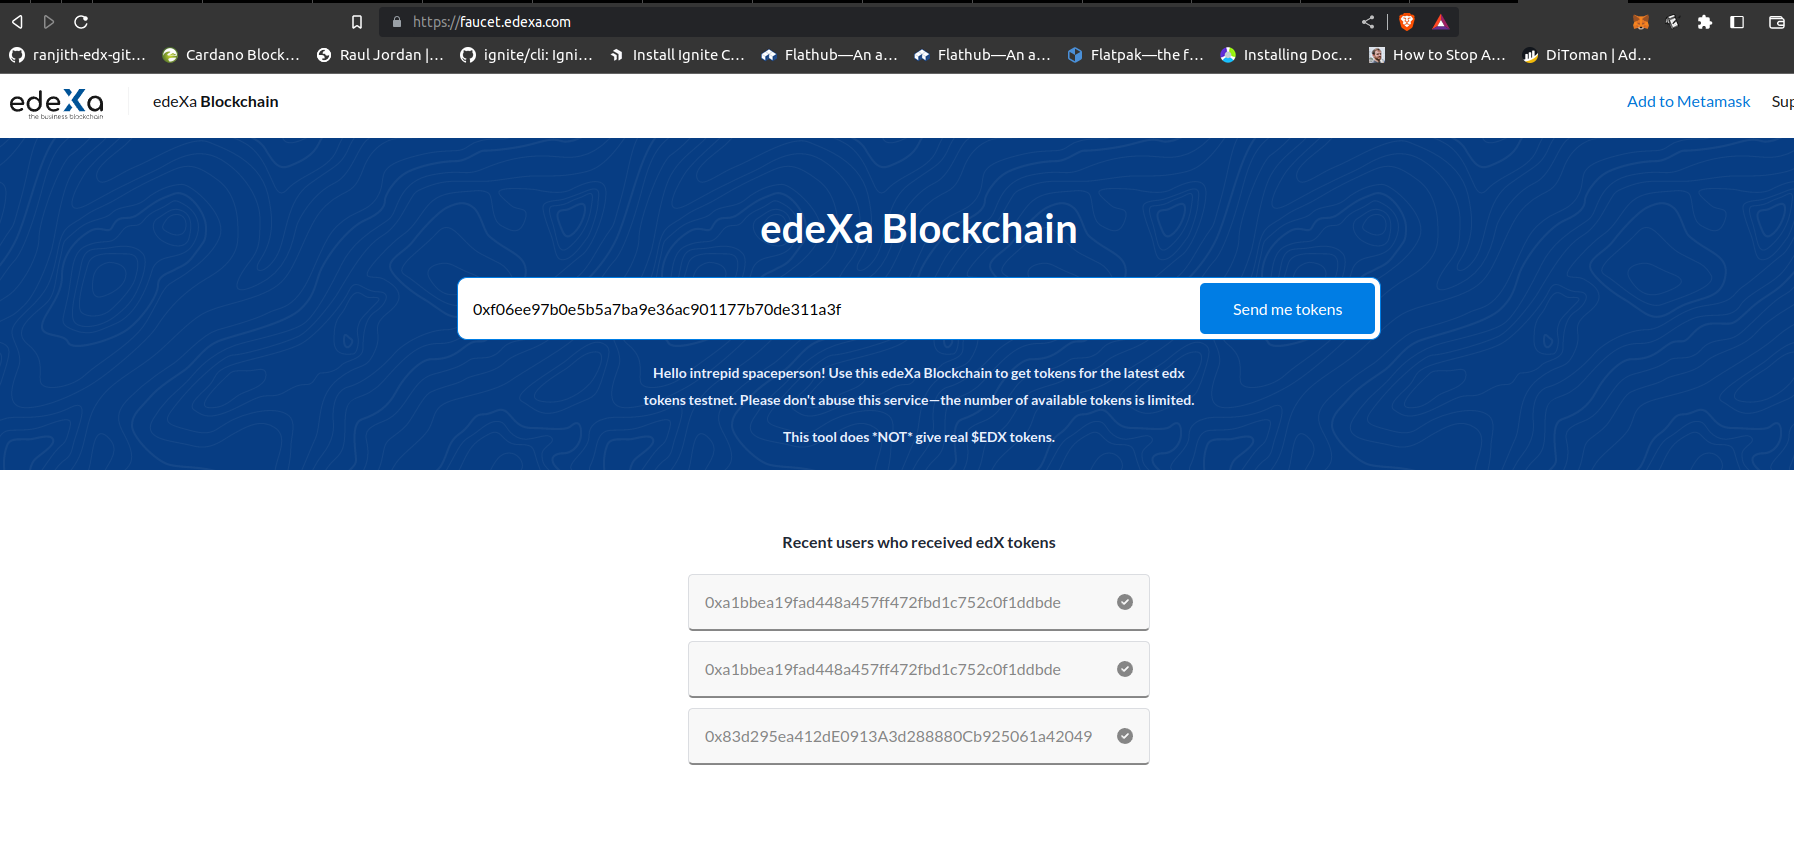 https://faucet.edexa.com
ranjith-edx-git... Cardano Block... Raul Jordan |... ignite/cli: Igni... Install Ignite C... Flathub—An a... Flathub—An a... Flatpak—the f... Installing Doc... How to Stop A... DiToman | Ad...
edeXa
the business blockchain
edeXa Blockchain
Add to Metamask Sup
edeXa Blockchain
0xf06ee97b0e5b5a7ba9e36ac901177b70de311a3f Send me tokens
Hello intrepid spaceperson! Use this edeXa Blockchain to get tokens for the latest edx
tokens testnet. Please don't abuse this service—the number of available tokens is limited.
This tool does *NOT* give real $EDX tokens.
Recent users who received edX tokens
0xa1bbea19fad448a457ff472fbd1c752c0f1ddbde
0xa1bbea19fad448a457ff472fbd1c752c0f1ddbde
0x83d295ea412dE0913A3d288880Cb925061a42049